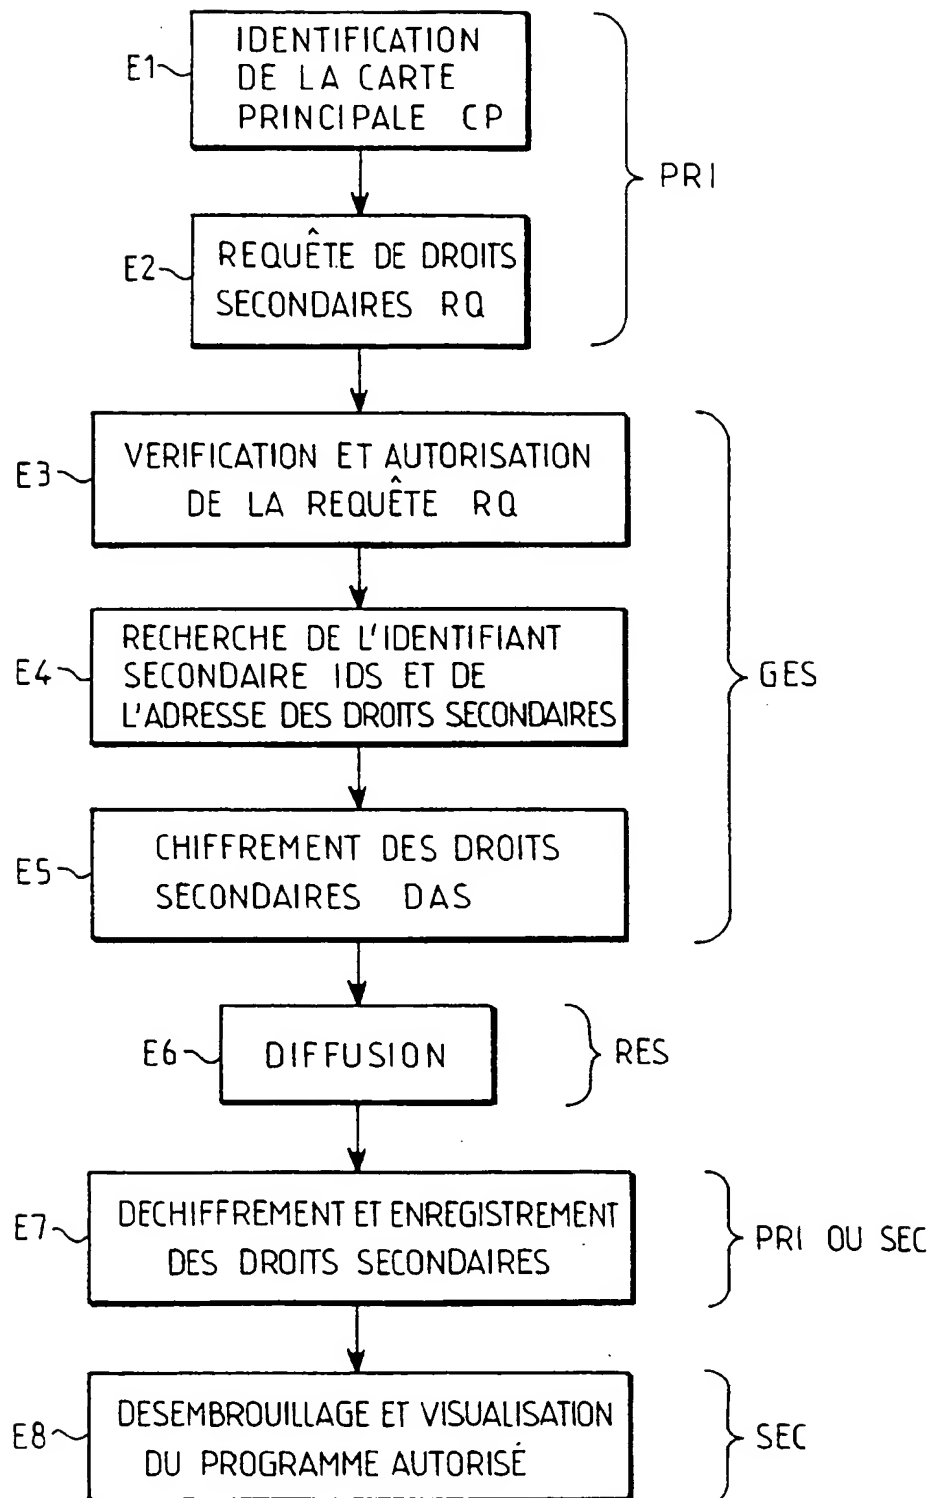 E1
IDENTIFICATION
DE LA CARTE
PRINCIPALE CP
PRI
E2
REQUÊTE DE DROITS
SECONDAIRES RQ
E3
VERIFICATION ET AUTORISATION
DE LA REQUÊTE RQ
E4
RECHERCHE DE L'IDENTIFIANT
SECONDAIRE IDS ET DE
L'ADRESSE DES DROITS SECONDAIRES
GES
E5
CHIFFREMENT DES DROITS
SECONDAIRES DAS
E6
DIFFUSION
RES
E7
DECHIFFREMENT ET ENREGISTREMENT
DES DROITS SECONDAIRES
PRI OU SEC
E8
DESEMBROUILLAGE ET VISUALISATION
DU PROGRAMME AUTORISÉ
SEC